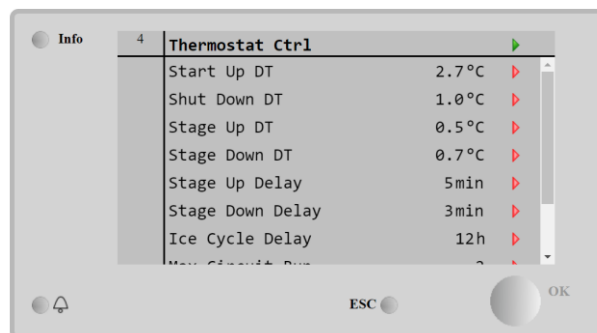 Info
4 Thermostat Ctrl
Start Up DT 2.7°C
Shut Down DT 1.0°C
Stage Up DT 0.5°C
Stage Down DT 0.7°C
Stage Up Delay 5min
Stage Down Delay 3min
Ice Cycle Delay 12h
ESC
OK